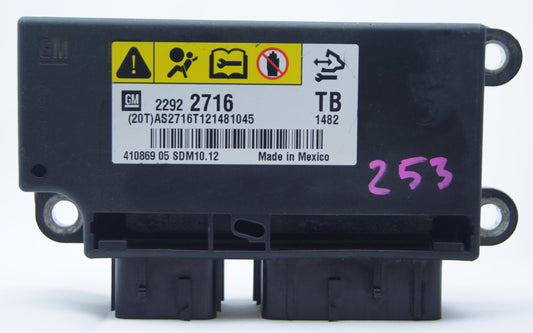 GM
GM 2292 2716 TB
(20T)AS2716T121481045 1482
410869 05 SDM10.12 Made in Mexico
253